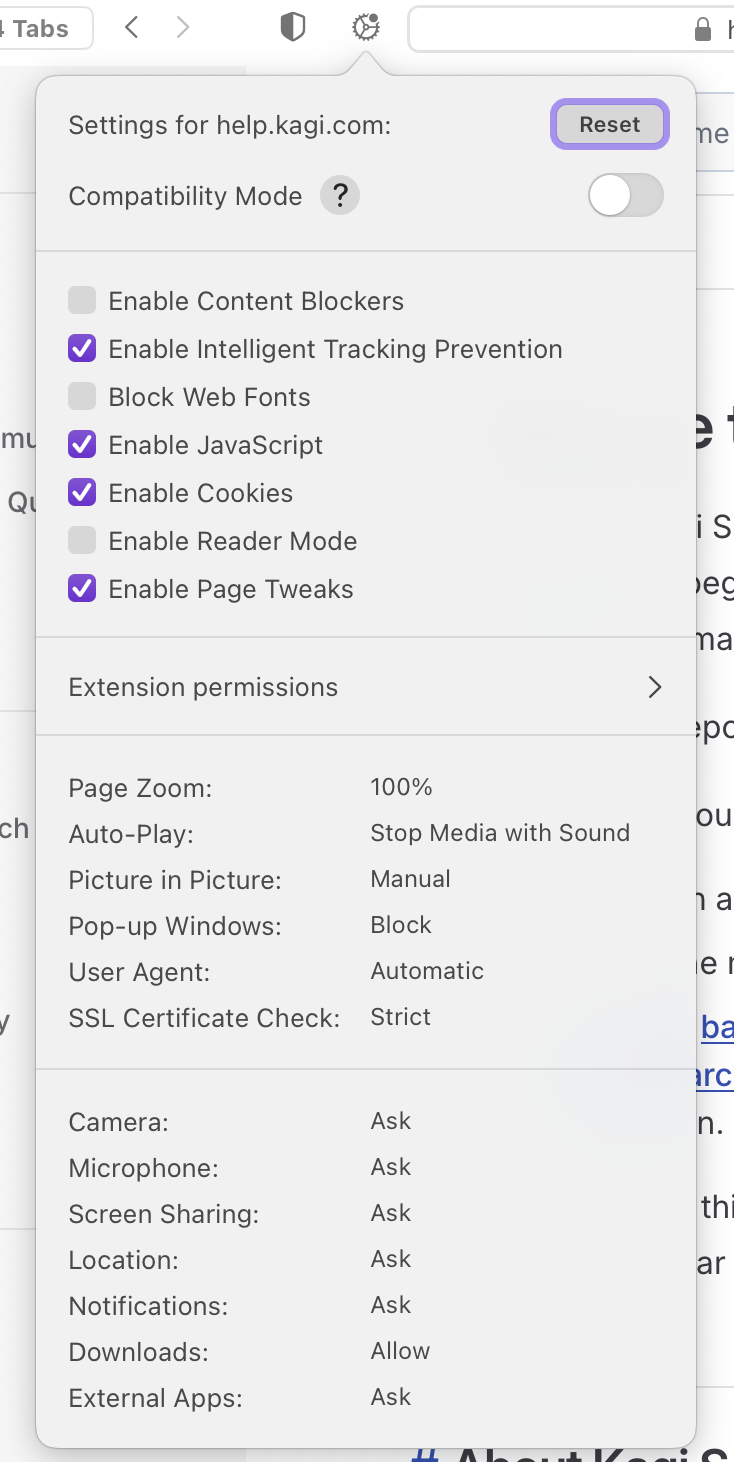 4 Tabs
Settings for help.kagi.com:
Reset
Compatibility Mode ?
Enable Content Blockers
Enable Intelligent Tracking Prevention
Block Web Fonts
Enable JavaScript
Enable Cookies
Enable Reader Mode
Enable Page Tweaks
Extension permissions
Page Zoom: 100%
Auto-Play: Stop Media with Sound
Picture in Picture: Manual
Pop-up Windows: Block
User Agent: Automatic
SSL Certificate Check: Strict
Camera: Ask
Microphone: Ask
Screen Sharing: Ask
Location: Ask
Notifications: Ask
Downloads: Allow
External Apps: Ask
# About Kagi S